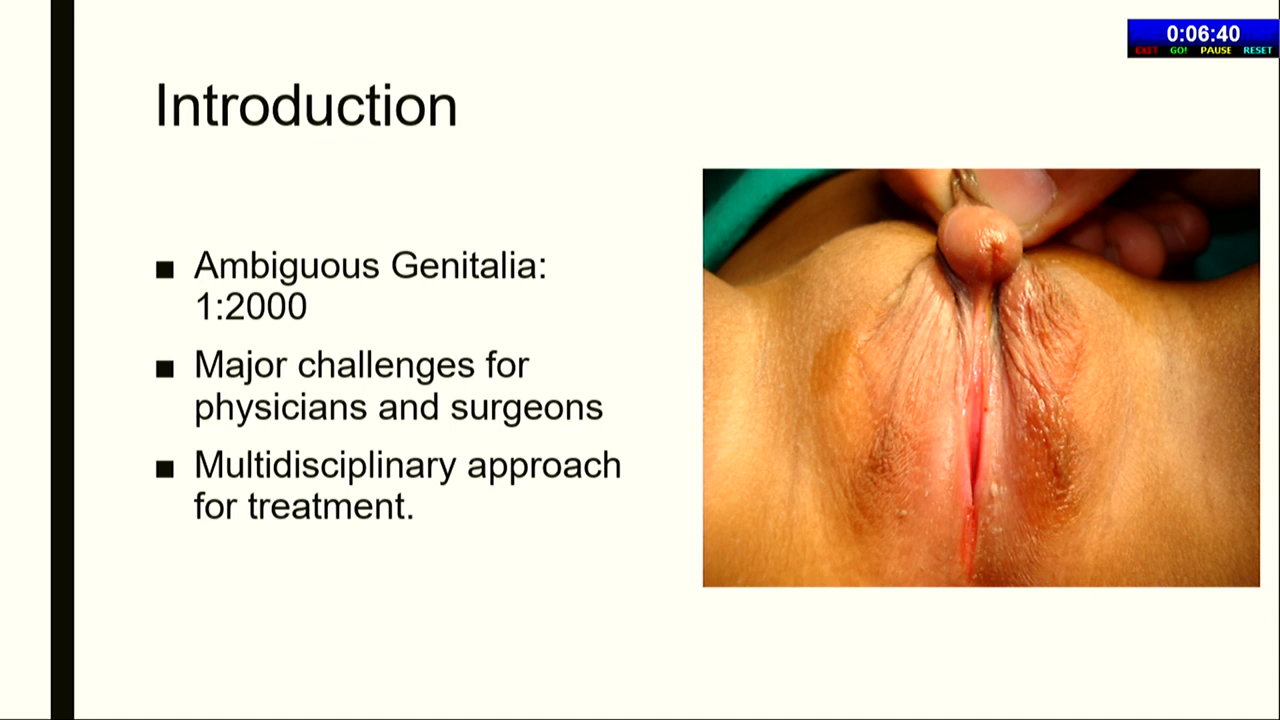 0:06:40
EXIT GO! PAUSE RESET
Introduction
■ Ambiguous Genitalia:
1:2000
■ Major challenges for
physicians and surgeons
■ Multidisciplinary approach
for treatment.